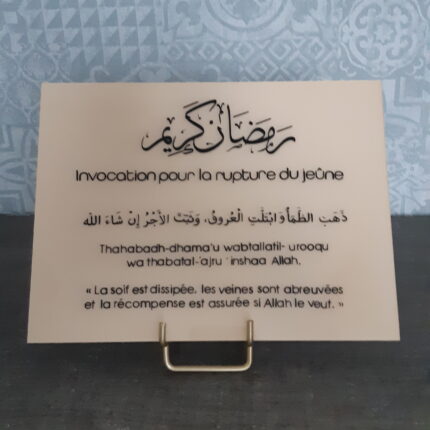 رمضان كريم
Invocation pour la rupture du jeûne
ذَهَبَ الظَّمَأُ وَابْتَلَّتِ الْعُرُوقُ، وَثَبَتَ الأَجْرُ إِنْ شَاءَ اللَّه
Thahabadh-dhama'u wabtallatil- urooqu
wa thabatal-'ajru 'inshaa Allah.
« La soif est dissipée, les veines sont abreuvées
et la récompense est assurée si Allah le veut. »